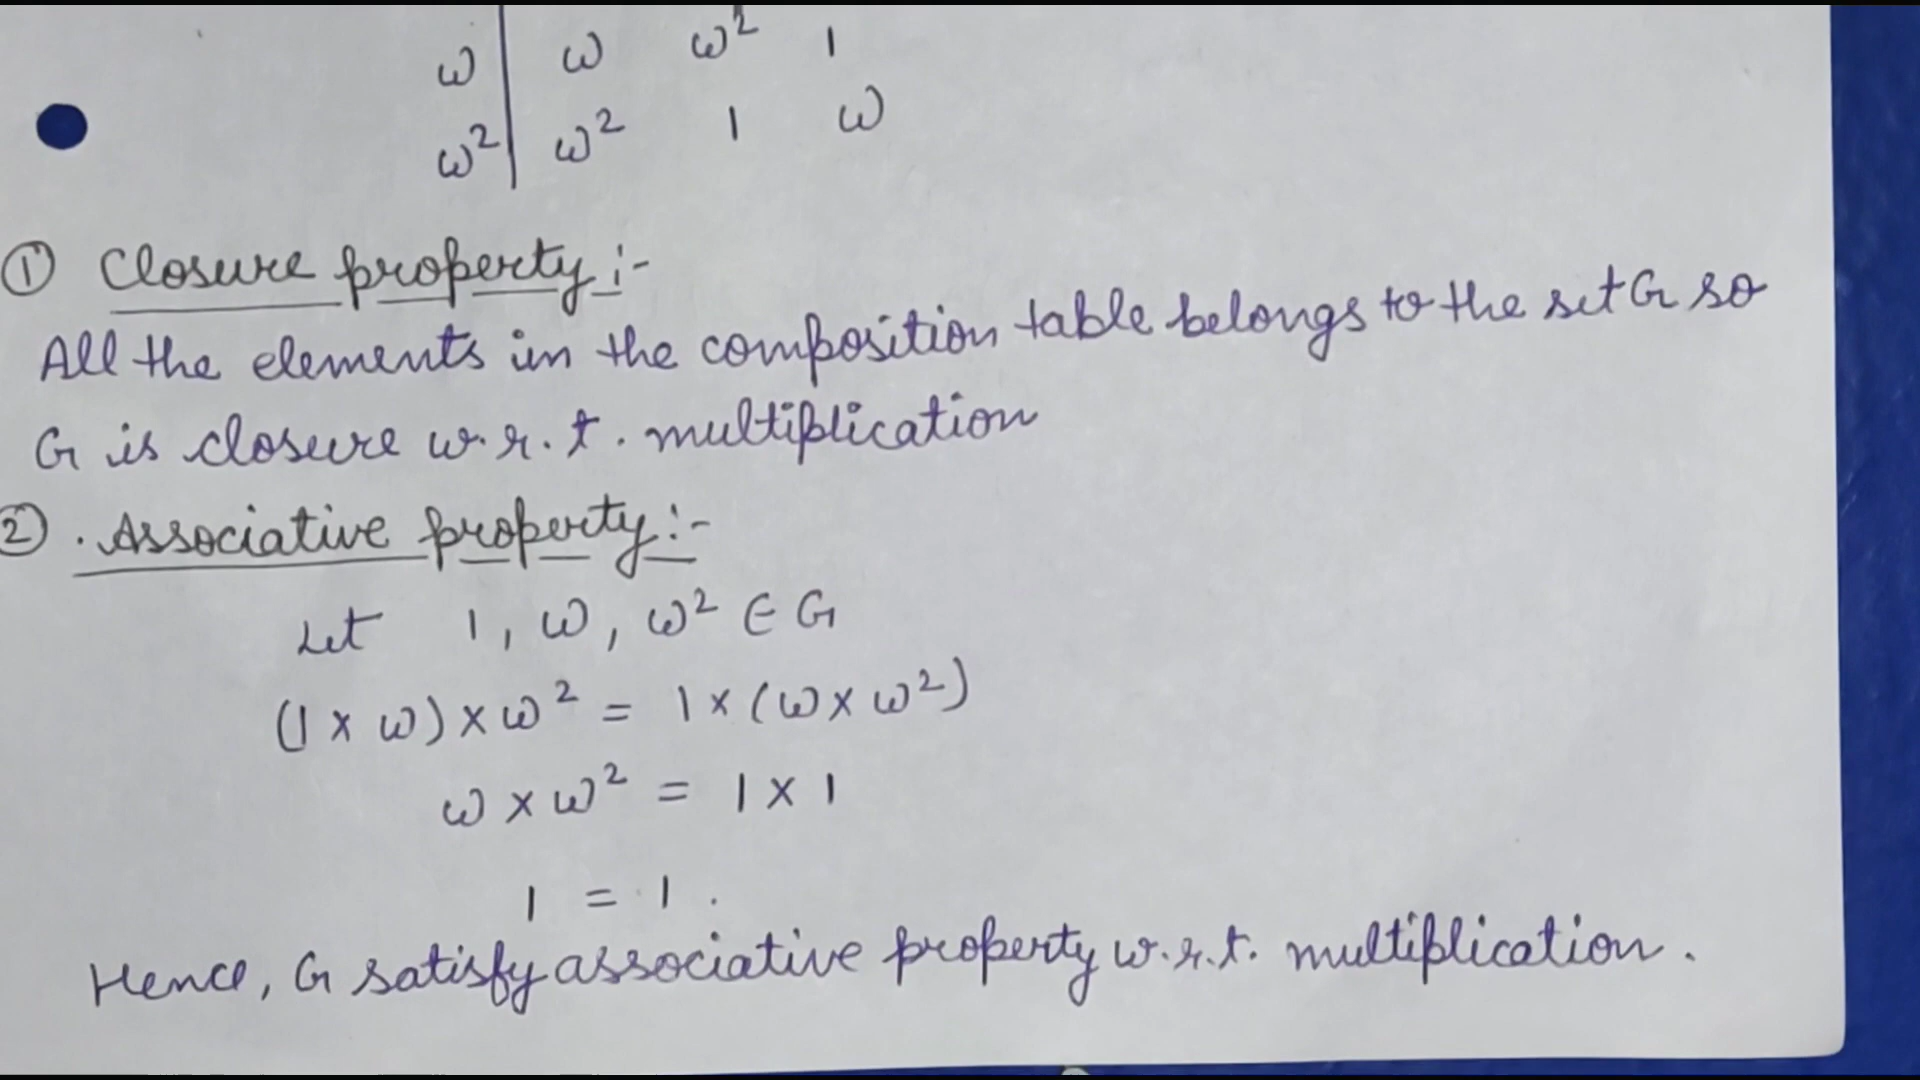 ω | ω ω² 1
ω² | ω² 1 ω
① Closure property :-
All the elements in the composition table belongs to the set G so
G is closure w.r.t. multiplication
② . Associative property :-
Let 1, ω, ω² ∈ G
(1 × ω) × ω² = 1 × (ω × ω²)
ω × ω² = 1 × 1
1 = 1 .
Hence, G satisfy associative property w.r.t. multiplication .